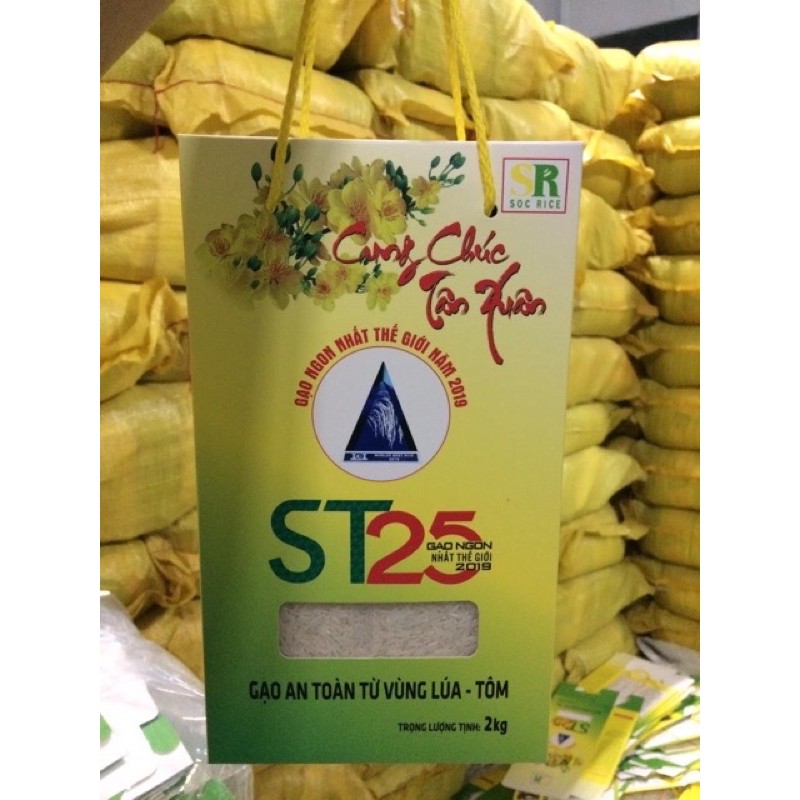 SR
SOC RICE
Cung Chúc
Tân Xuân
GẠO NGON NHẤT THẾ GIỚI NĂM 2019
ST25
GẠO NGON
NHẤT THẾ GIỚI
2019
GẠO AN TOÀN TỪ VÙNG LÚA - TÔM
TRỌNG LƯỢNG TỊNH: 2kg
ST25